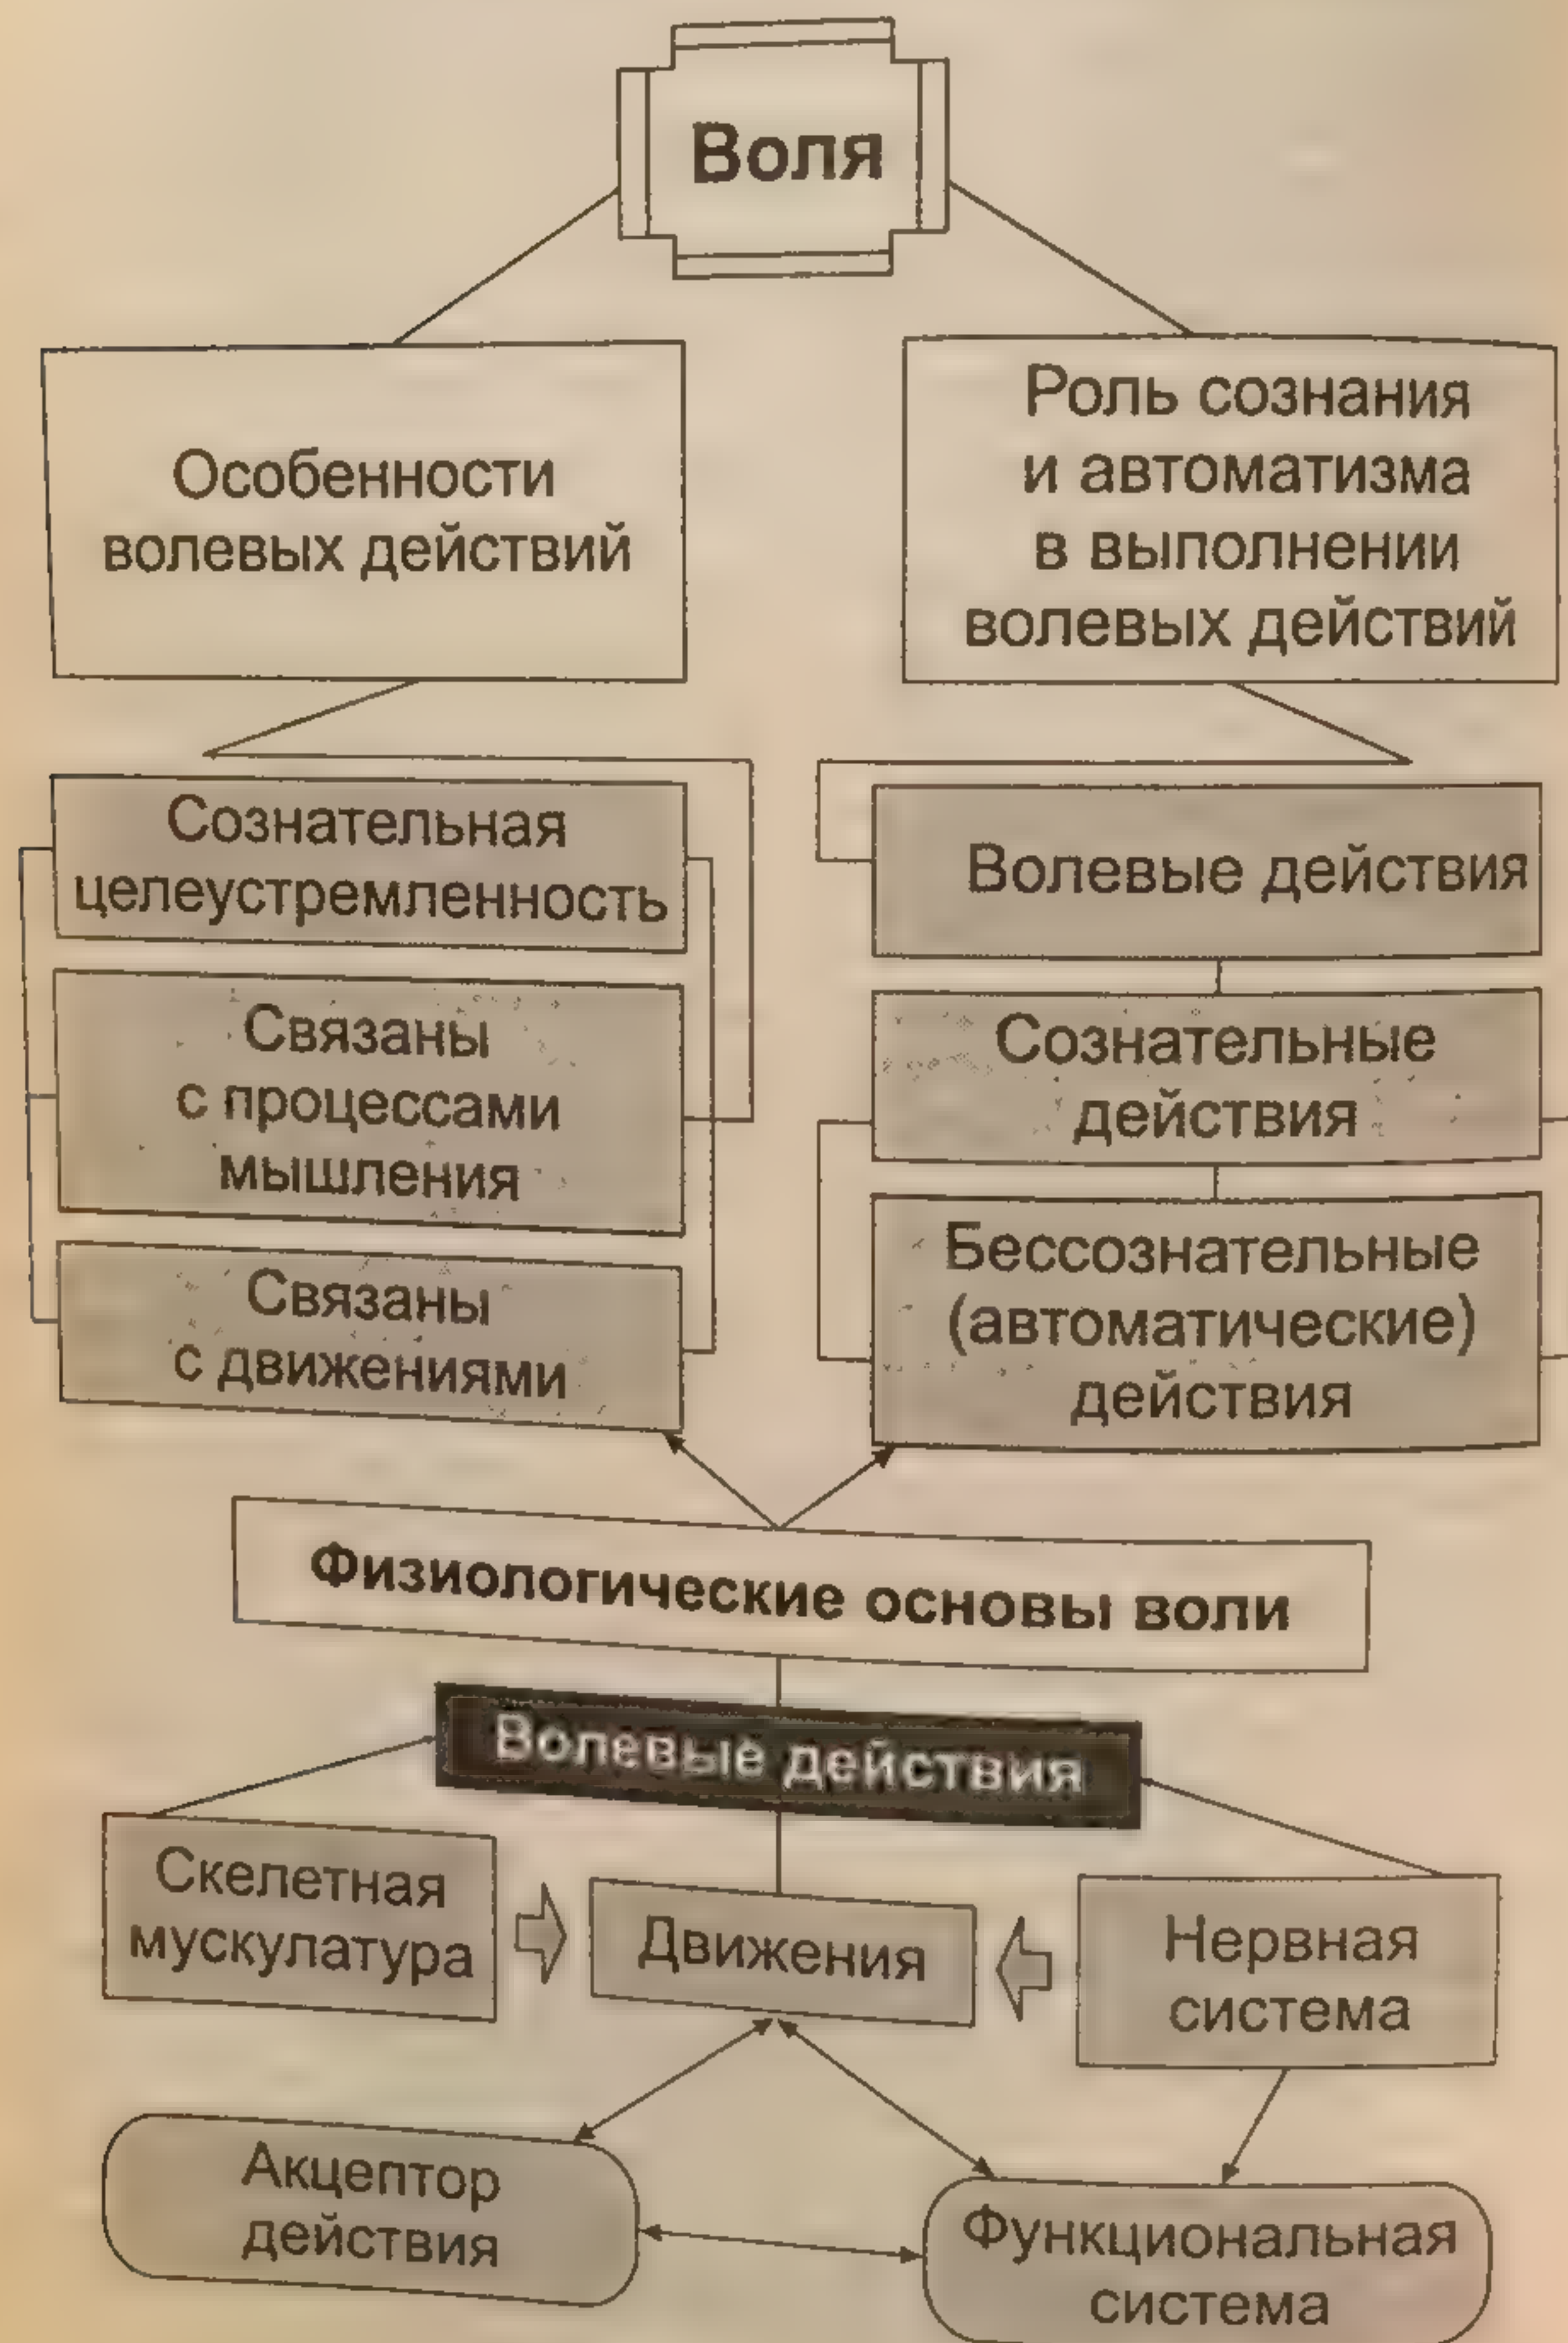 Воля
Особенности
волевых действий
Роль сознания
и автоматизма
в выполнении
волевых действий
Сознательная
целеустремленность
Связаны
с процессами
мышления
Связаны
с движениями
Волевые действия
Сознательные
действия
Бессознательные
(автоматические)
действия
Физиологические основы воли
Волевые действия
Скелетная
мускулатура
Движения
Нервная
система
Акцептор
действия
Функциональная
система